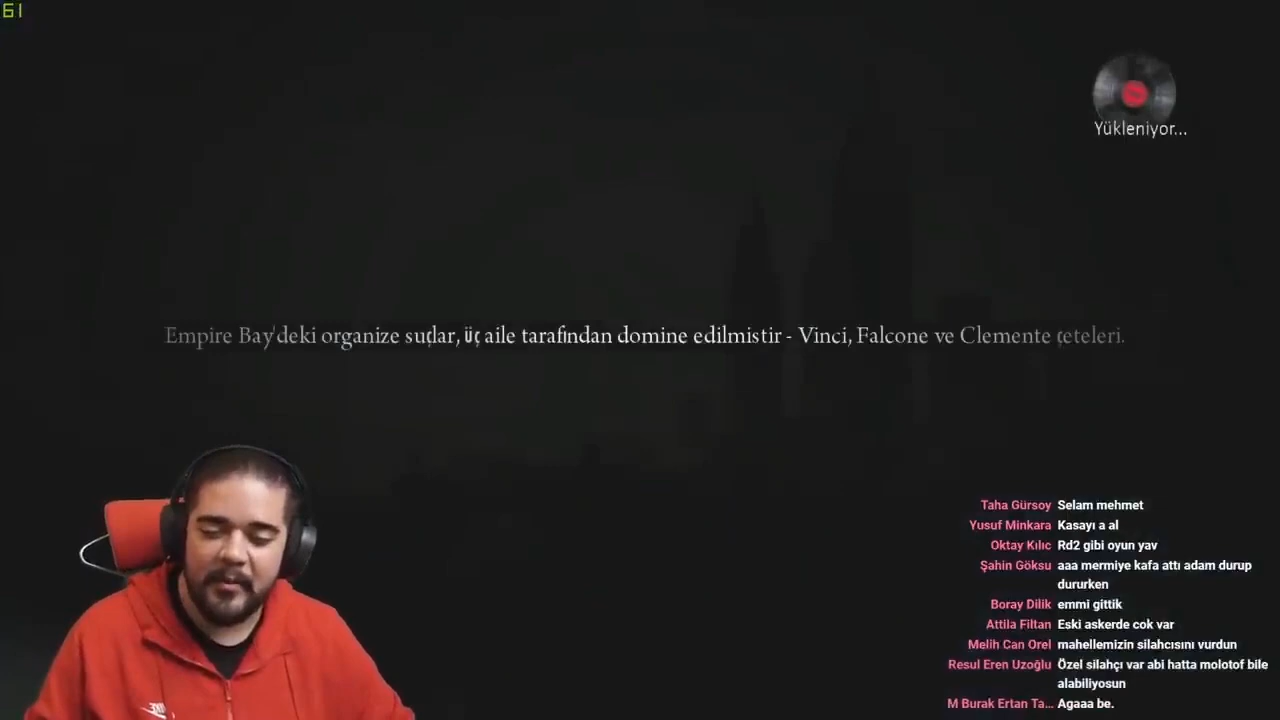 61
Yükleniyor...
Empire Bay'deki organize suçlar, üç aile tarafından domine edilmistir - Vinci, Falcone ve Clemente çeteleri.
Taha Gürsoy Selam mehmet
Yusuf Minkara Kasayı a al
Oktay Kılıc Rd2 gibi oyun yav
Şahin Göksu aaa mermiye kafa attı adam durup
dururken
Boray Dilik emmi gittik
Attila Filtan Eski askerde cok var
Melih Can Orel mahellemizin silahcısını vurdun
Resul Eren Uzoğlu Özel silahçı var abi hatta molotof bile
alabiliyosun
M Burak Ertan Ta... Agaaa be.